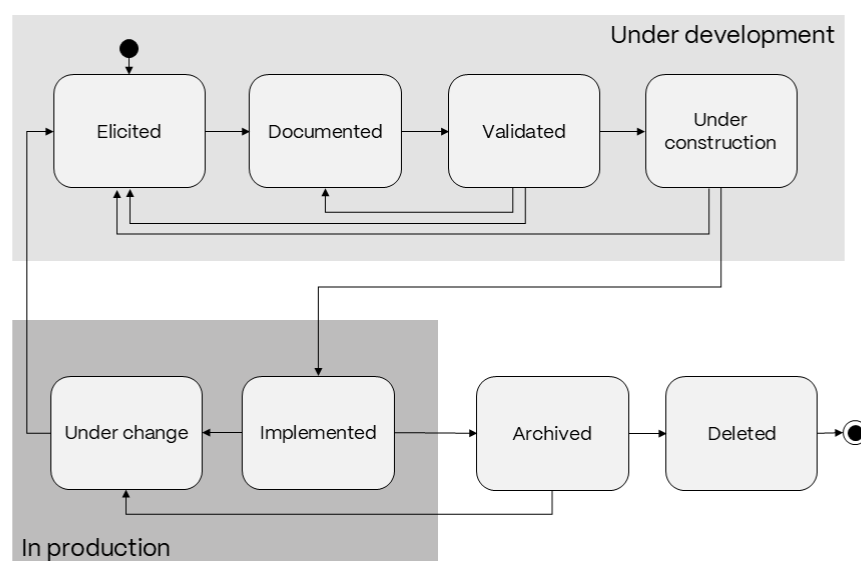 Under development
Elicited
Documented
Validated
Under
construction
Under change
Implemented
Archived
Deleted
In production